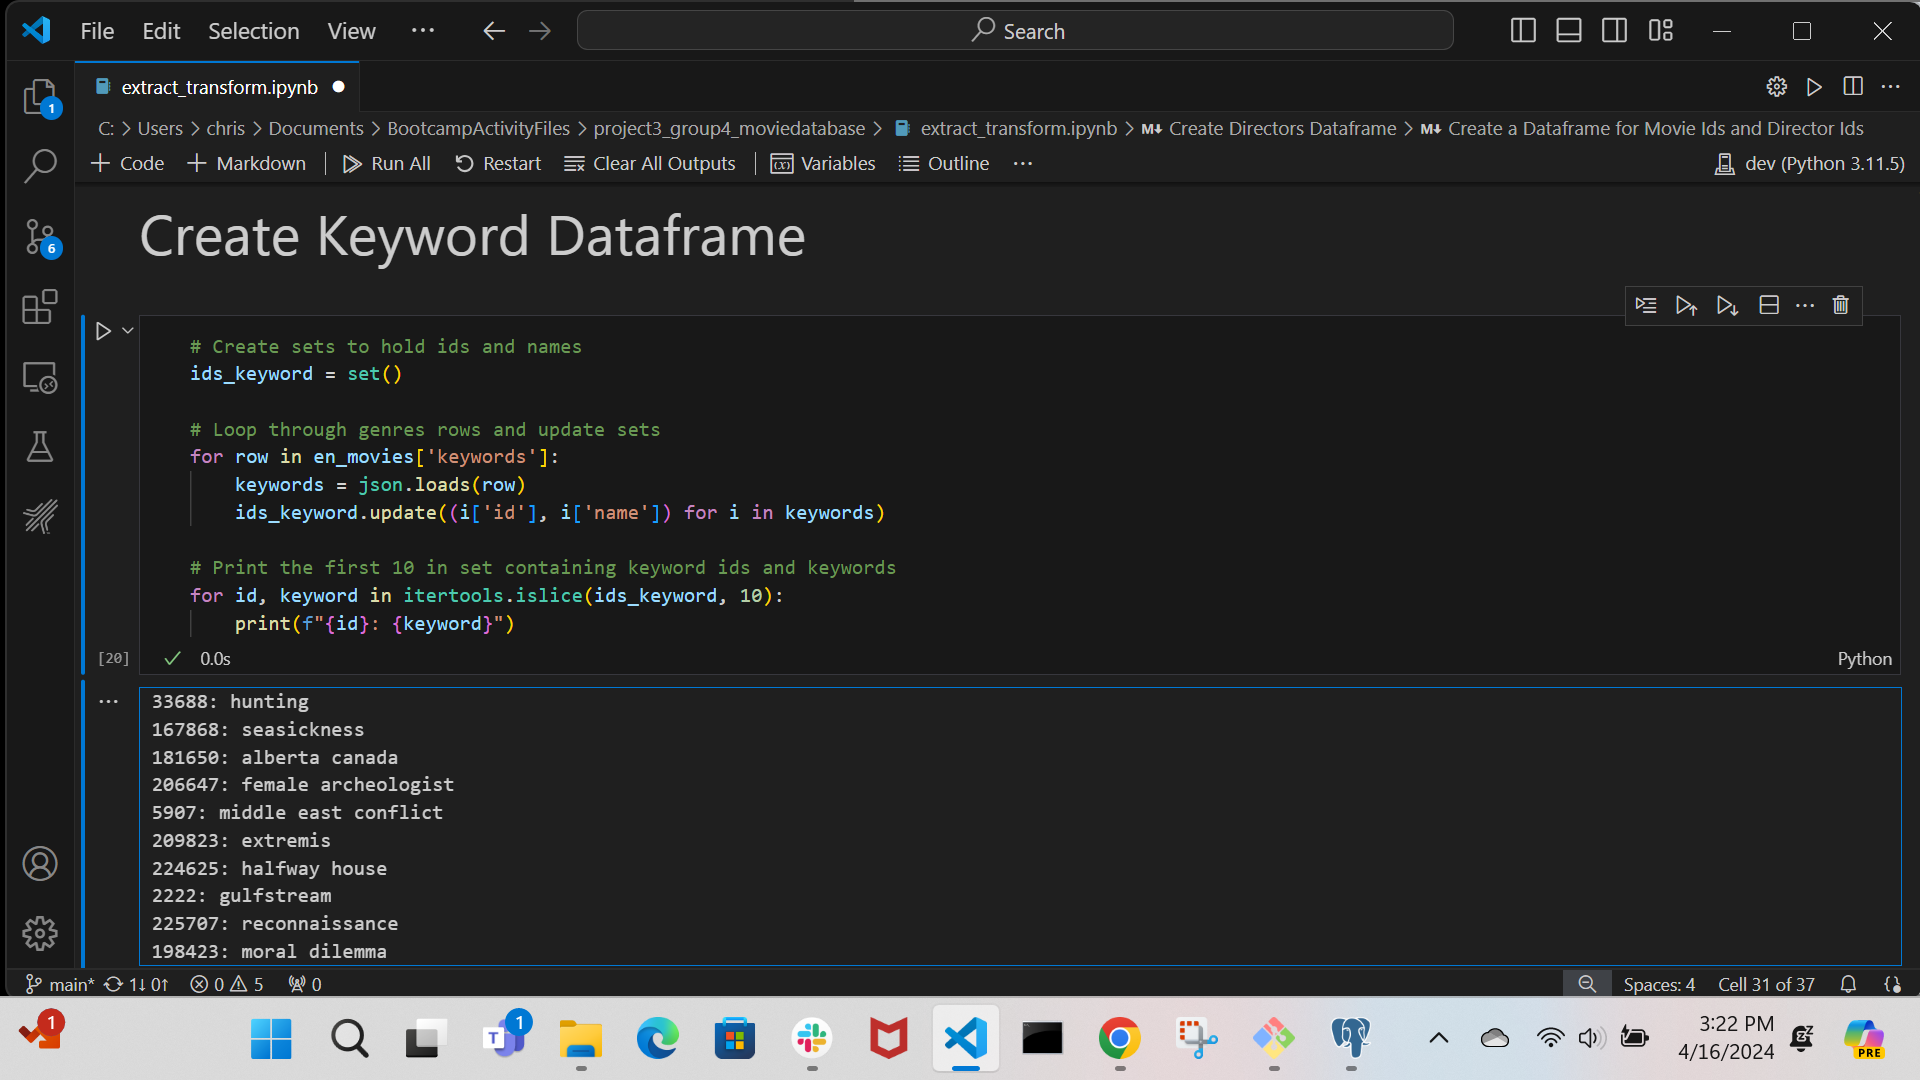 File Edit Selection View ··· Search
extract_transform.ipynb
C: > Users > chris > Documents > BootcampActivityFiles > project3_group4_moviedatabase > extract_transform.ipynb > M↓ Create Directors Dataframe > M↓ Create a Dataframe for Movie Ids and Director Ids
+ Code + Markdown | Run All Restart Clear All Outputs | Variables Outline ··· dev (Python 3.11.5)
Create Keyword Dataframe
# Create sets to hold ids and names
ids_keyword = set()
# Loop through genres rows and update sets
for row in en_movies['keywords']:
    keywords = json.loads(row)
    ids_keyword.update((i['id'], i['name']) for i in keywords)
# Print the first 10 in set containing keyword ids and keywords
for id, keyword in itertools.islice(ids_keyword, 10):
    print(f"{id}: {keyword}")
[20] ✓ 0.0s Python
33688: hunting
167868: seasickness
181650: alberta canada
206647: female archeologist
5907: middle east conflict
209823: extremis
224625: halfway house
2222: gulfstream
225707: reconnaissance
198423: moral dilemma
1
6
main* 1↓ 0↑ 0 5 0 Spaces: 4 Cell 31 of 37
1
T 1
3:22 PM
4/16/2024
PRE